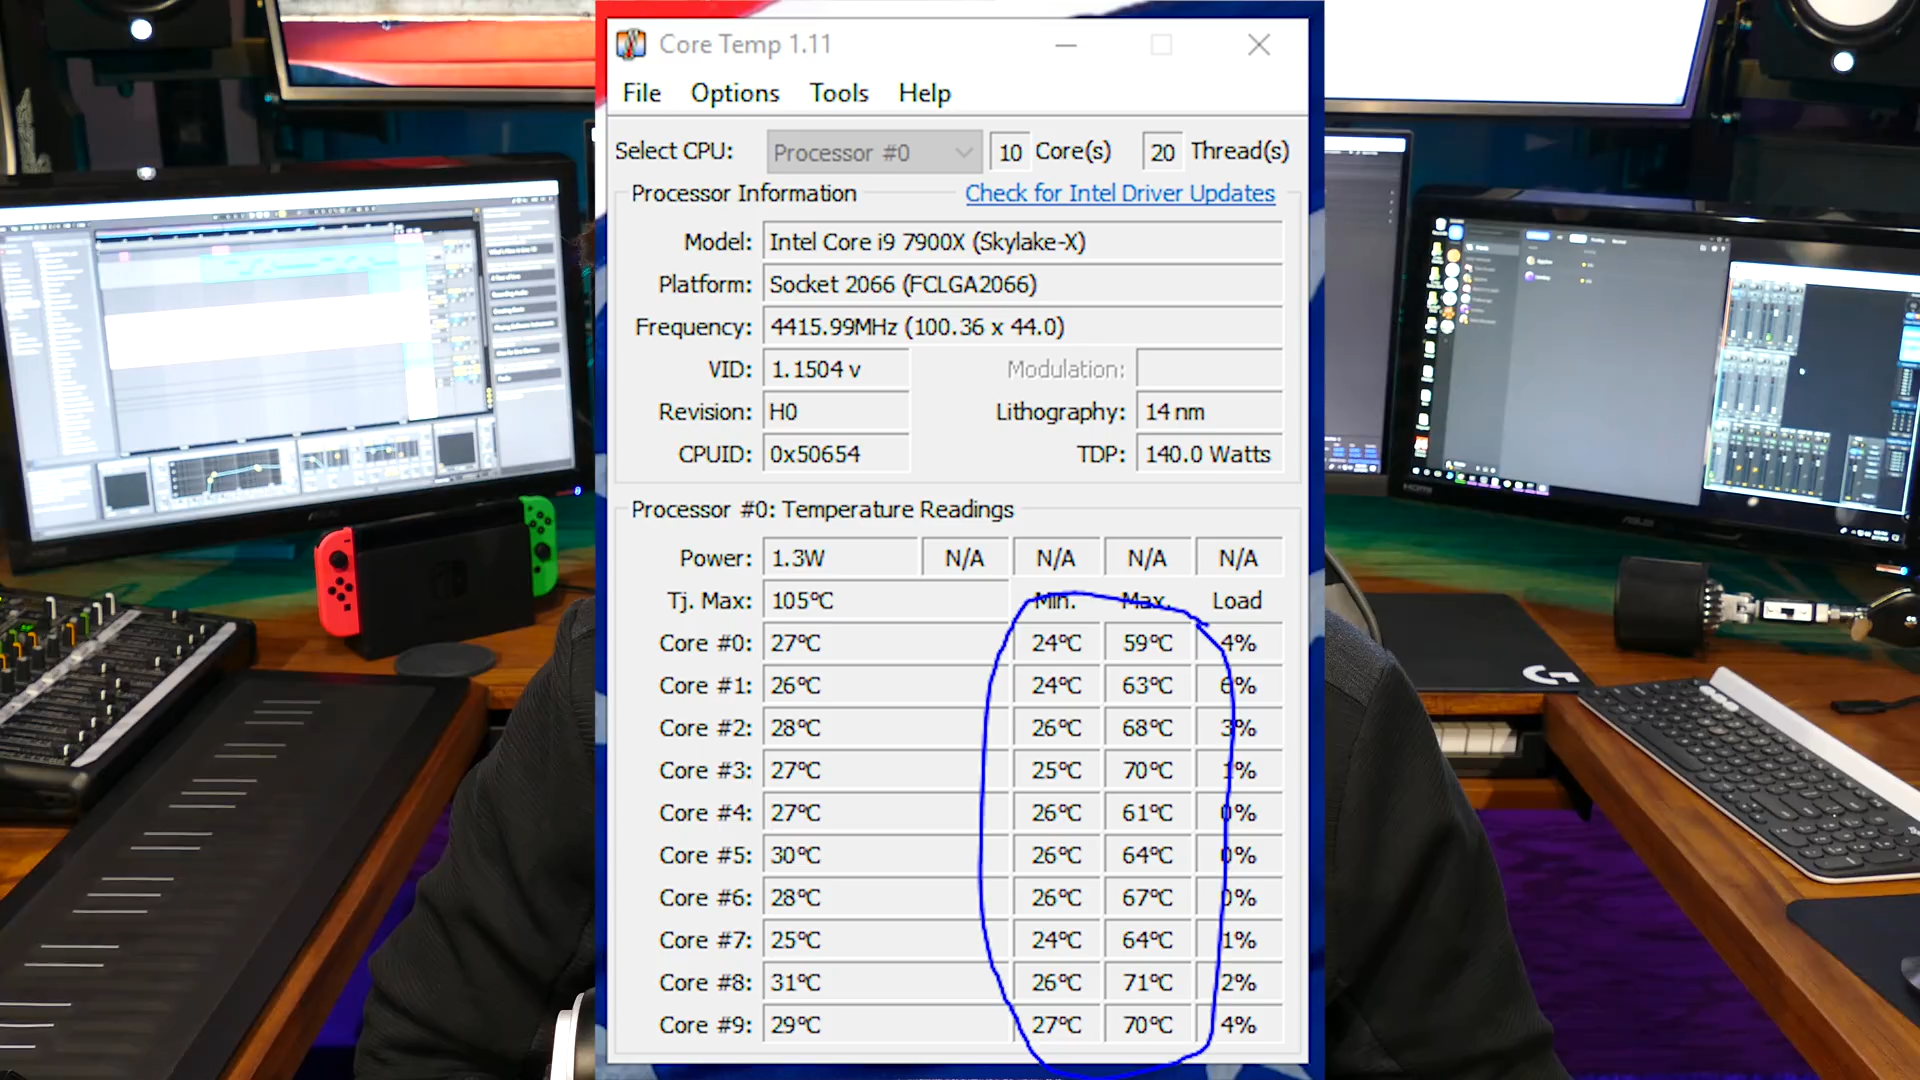 Core Temp 1.11
File Options Tools Help
Select CPU: Processor #0 10 Core(s) 20 Thread(s)
Processor Information Check for Intel Driver Updates
Model: Intel Core i9 7900X (Skylake-X)
Platform: Socket 2066 (FCLGA2066)
Frequency: 4415.99MHz (100.36 x 44.0)
VID: 1.1504 v Modulation:
Revision: H0 Lithography: 14 nm
CPUID: 0x50654 TDP: 140.0 Watts
Processor #0: Temperature Readings
Power: 1.3W N/A N/A N/A N/A
Tj. Max: 105°C Min. Max. Load
Core #0: 27°C 24°C 59°C 4%
Core #1: 26°C 24°C 63°C 6%
Core #2: 28°C 26°C 68°C 3%
Core #3: 27°C 25°C 70°C 1%
Core #4: 27°C 26°C 61°C 0%
Core #5: 30°C 26°C 64°C 0%
Core #6: 28°C 26°C 67°C 0%
Core #7: 25°C 24°C 64°C 1%
Core #8: 31°C 26°C 71°C 2%
Core #9: 29°C 27°C 70°C 4%
HDMI
ASUS
G